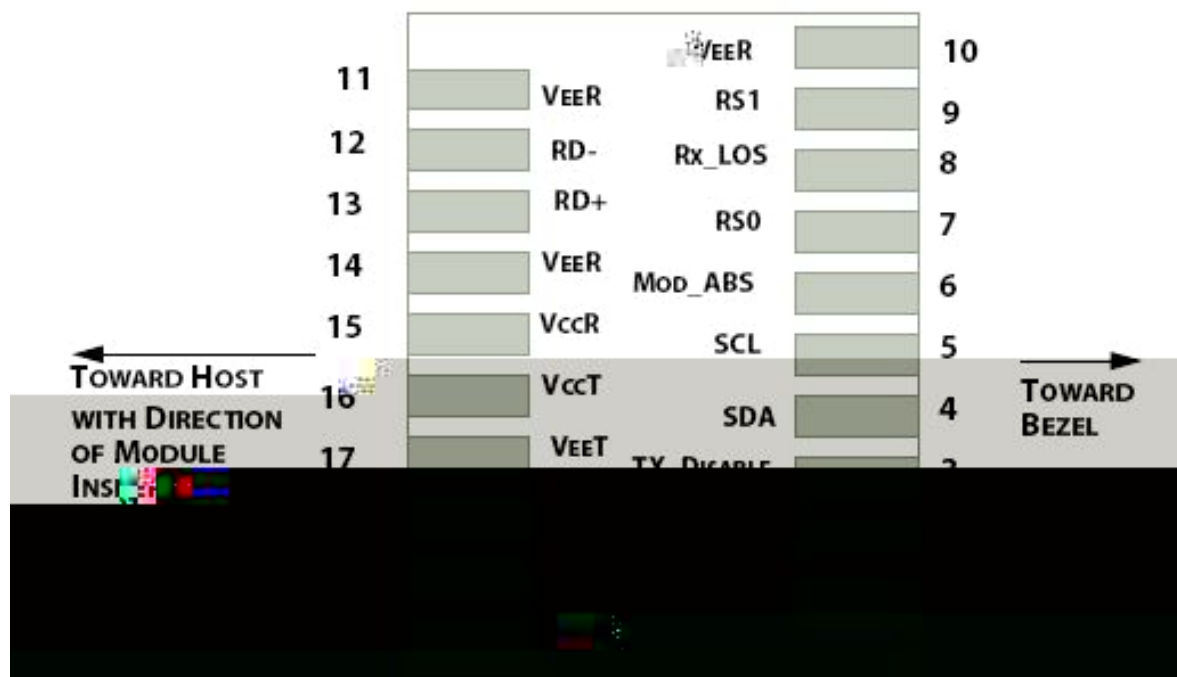 VEER 10
11 VEER
RS1 9
12 RD-
Rx_LOS 8
13 RD+
RS0 7
14 VEER
MOD_ABS 6
15 VccR
SCL 5
TOWARD HOST
WITH DIRECTION
OF MODULE
16 VccT
TOWARD
BEZEL
SDA 4
17 VEET
TX_DISABLE